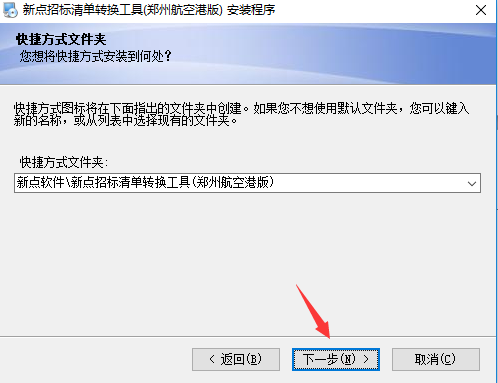 新点招标清单转换工具(郑州航空港版) 安装程序
快捷方式文件夹
您想将快捷方式安装到何处？
快捷方式图标将在下面指出的文件夹中创建。如果您不想使用默认文件夹，您可以键入
新的名称，或从列表中选择现有的文件夹。
快捷方式文件夹:
新点软件\新点招标清单转换工具(郑州航空港版)
< 返回(B)
下一步(N) >
取消(C)